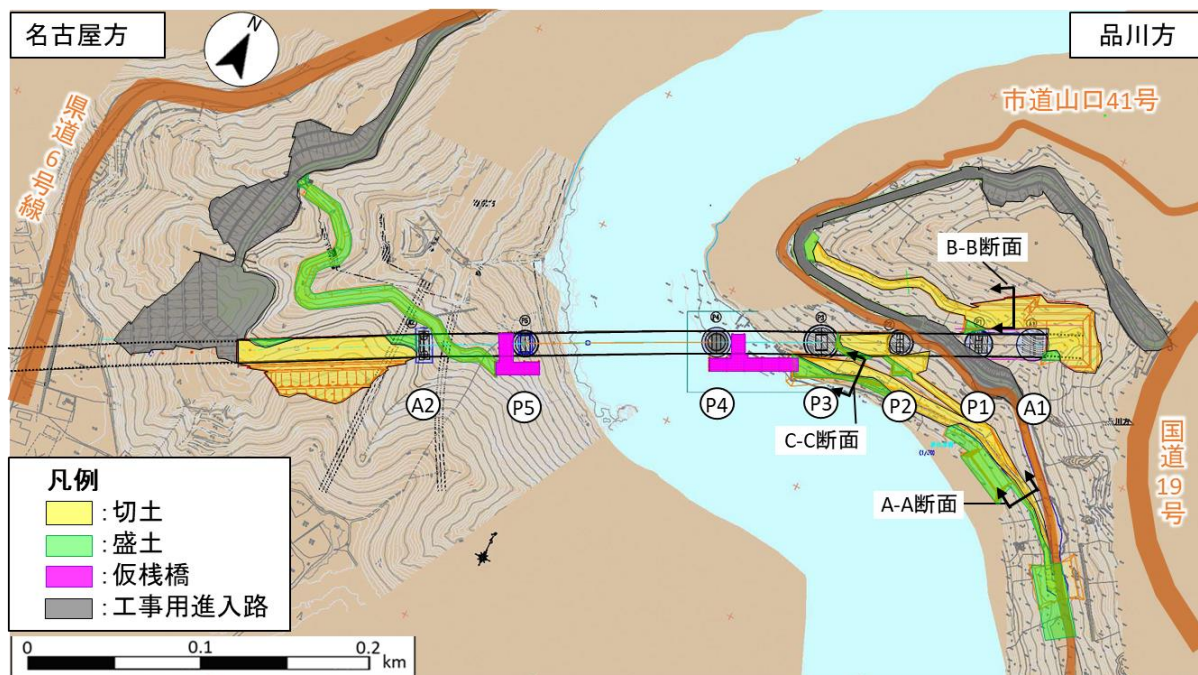 名古屋方
N
品川方
県道6号線
市道山口41号
B-B断面
A2
P5
P4
P3
P2
P1
A1
C-C断面
A-A断面
国道19号
凡例
:切土
:盛土
:仮桟橋
:工事用進入路
0 0.1 0.2
km